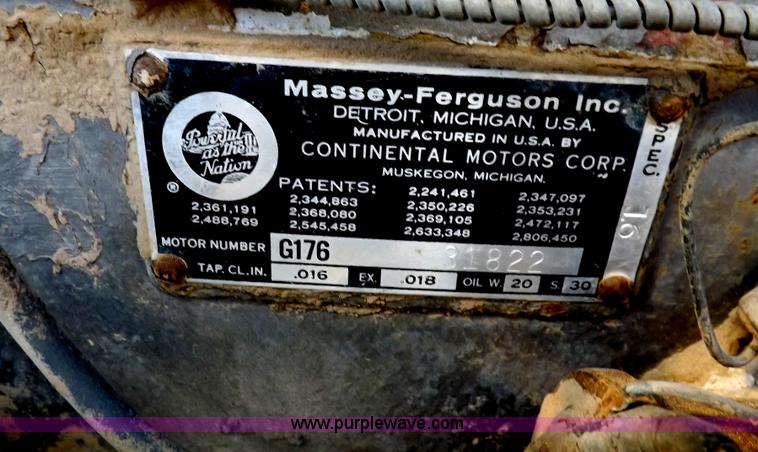 Massey-Ferguson Inc.
DETROIT, MICHIGAN, U.S.A.
MANUFACTURED IN U.S.A. BY
CONTINENTAL MOTORS CORP.
MUSKEGON, MICHIGAN.
Powerful
as the
Nation
®
PATENTS:
2,241,461 2,347,097
2,344,863 2,350,226 2,353,231
2,361,191 2,368,080 2,369,105 2,472,117
2,488,769 2,545,458 2,633,348 2,806,450
MOTOR NUMBER G176 31822
TAP. CL.IN. .016 EX. .018 OIL W. 20 S. 30
SPEC. 16
www.purplewave.com